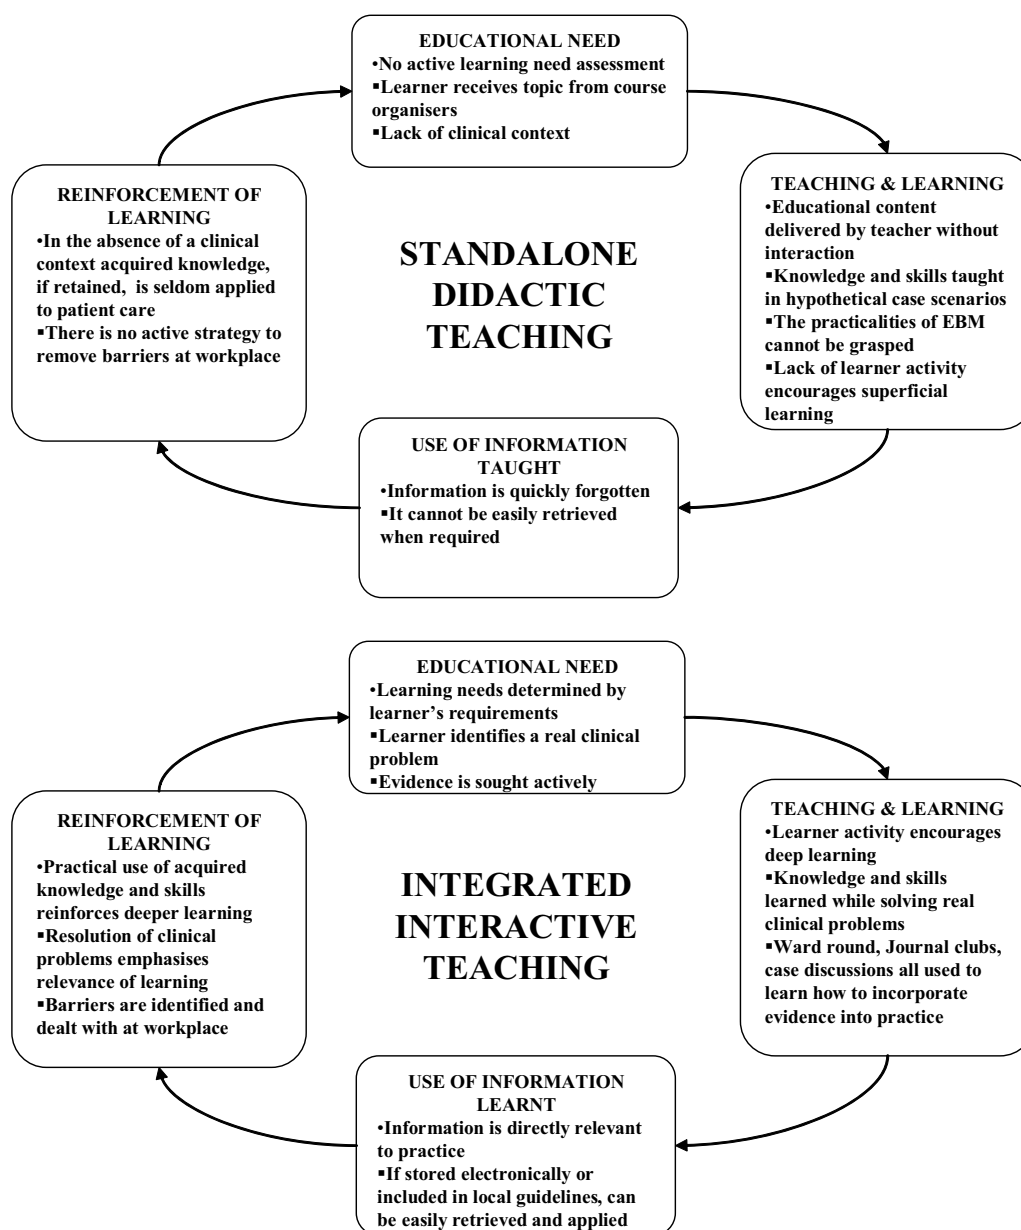 EDUCATIONAL NEED
•No active learning need assessment
▪Learner receives topic from course
organisers
▪Lack of clinical context
TEACHING & LEARNING
•Educational content
delivered by teacher without
interaction
▪Knowledge and skills taught
in hypothetical case scenarios
▪The practicalities of EBM
cannot be grasped
▪Lack of learner activity
encourages superficial
learning
REINFORCEMENT OF
LEARNING
•In the absence of a clinical
context acquired knowledge,
if retained, is seldom applied
to patient care
▪There is no active strategy to
remove barriers at workplace
STANDALONE
DIDACTIC
TEACHING
USE OF INFORMATION
TAUGHT
•Information is quickly forgotten
▪It cannot be easily retrieved
when required
EDUCATIONAL NEED
•Learning needs determined by
learner’s requirements
▪Learner identifies a real clinical
problem
▪Evidence is sought actively
TEACHING & LEARNING
•Learner activity encourages
deep learning
▪Knowledge and skills
learned while solving real
clinical problems
▪Ward round, Journal clubs,
case discussions all used to
learn how to incorporate
evidence into practice
REINFORCEMENT OF
LEARNING
•Practical use of acquired
knowledge and skills
reinforces deeper learning
▪Resolution of clinical
problems emphasises
relevance of learning
▪Barriers are identified and
dealt with at workplace
INTEGRATED
INTERACTIVE
TEACHING
USE OF INFORMATION
LEARNT
•Information is directly relevant
to practice
▪If stored electronically or
included in local guidelines, can
be easily retrieved and applied